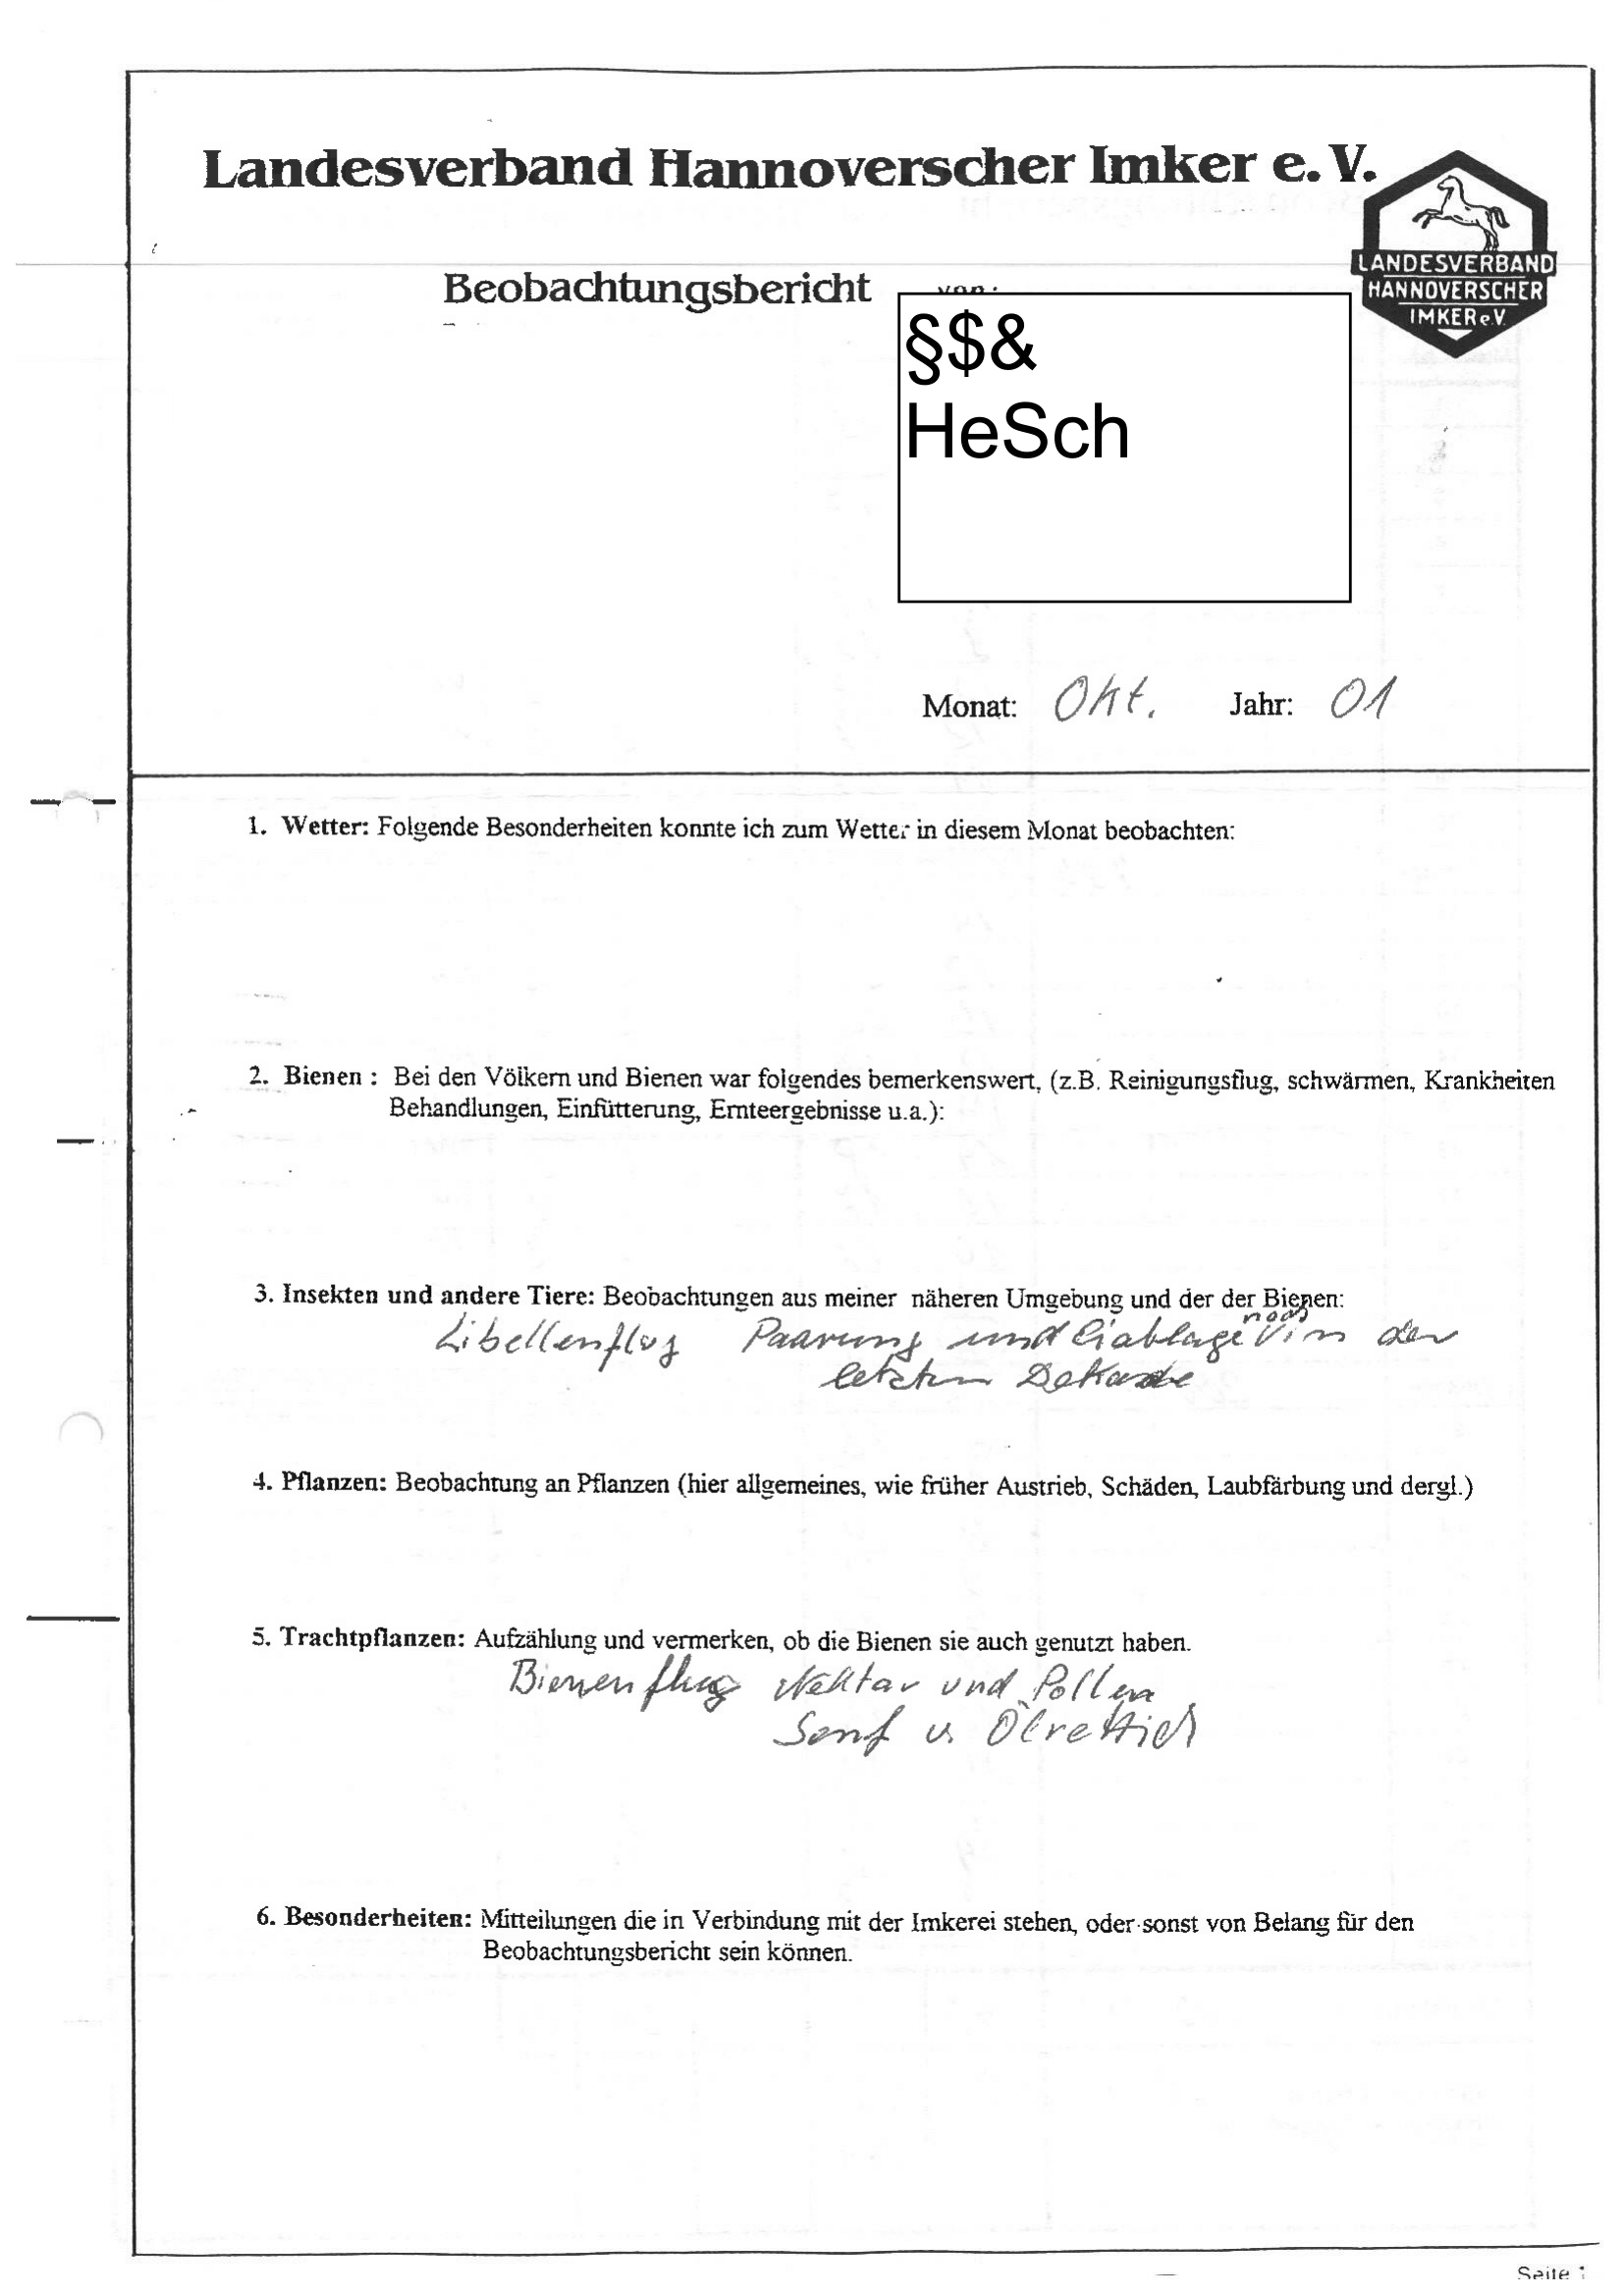 Landesverband Hannoverscher Imker e.V.
LANDESVERBAND
HANNOVERSCHER
IMKER e.V.
Beobachtungsbericht von:
§$&
HeSch
Monat: Okt. Jahr: 01
1. Wetter: Folgende Besonderheiten konnte ich zum Wetter in diesem Monat beobachten:
2. Bienen : Bei den Völkern und Bienen war folgendes bemerkenswert, (z.B. Reinigungsflug, schwärmen, Krankheiten
Behandlungen, Einfütterung, Ernteergebnisse u.a.):
3. Insekten und andere Tiere: Beobachtungen aus meiner näheren Umgebung und der der Bienen:
Libellenflug Paarung und Eiablage noch in der
letzten Dekade
4. Pflanzen: Beobachtung an Pflanzen (hier allgemeines, wie früher Austrieb, Schäden, Laubfärbung und dergl.)
5. Trachtpflanzen: Aufzählung und vermerken, ob die Bienen sie auch genutzt haben.
Bienenflug Nektar und Pollen
Senf u. Ölrettich
6. Besonderheiten: Mitteilungen die in Verbindung mit der Imkerei stehen, oder sonst von Belang für den
Beobachtungsbericht sein können.
Seite 1